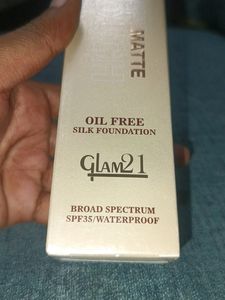 MATTE
OIL FREE
SILK FOUNDATION
GLAM21
BROAD SPECTRUM
SPF35/WATERPROOF